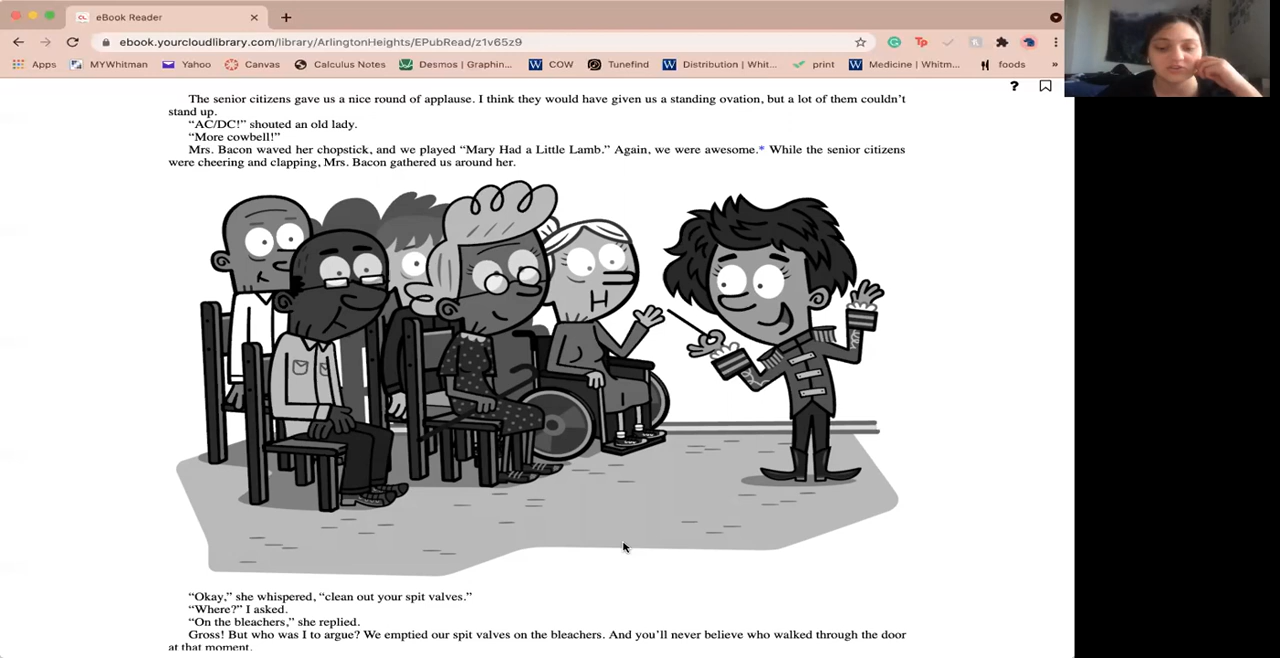 eBook Reader
ebook.yourcloudlibrary.com/library/ArlingtonHeights/EPubRead/z1v65z9
Apps MYWhitman Yahoo Canvas Calculus Notes Desmos | Graphin... COW Tunefind Distribution | Whit... print Medicine | Whitm... foods »
The senior citizens gave us a nice round of applause. I think they would have given us a standing ovation, but a lot of them couldn't
stand up.
“AC/DC!” shouted an old lady.
“More cowbell!”
Mrs. Bacon waved her chopstick, and we played “Mary Had a Little Lamb.” Again, we were awesome.* While the senior citizens
were cheering and clapping, Mrs. Bacon gathered us around her.
“Okay,” she whispered, “clean out your spit valves.”
“Where?” I asked.
“On the bleachers,” she replied.
Gross! But who was I to argue? We emptied our spit valves on the bleachers. And you'll never believe who walked through the door
at that moment.